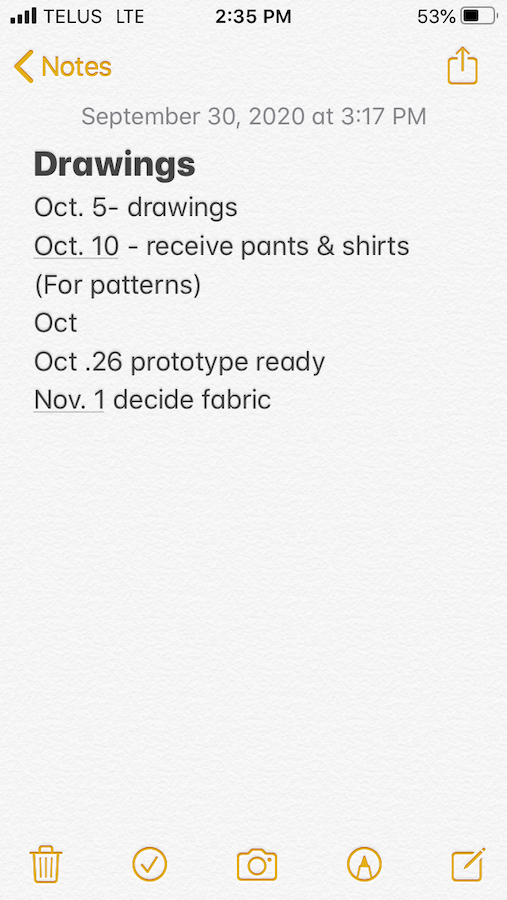 TELUS LTE 2:35 PM 53%
Notes
September 30, 2020 at 3:17 PM
Drawings
Oct. 5- drawings
Oct. 10 - receive pants & shirts
(For patterns)
Oct
Oct .26 prototype ready
Nov. 1 decide fabric